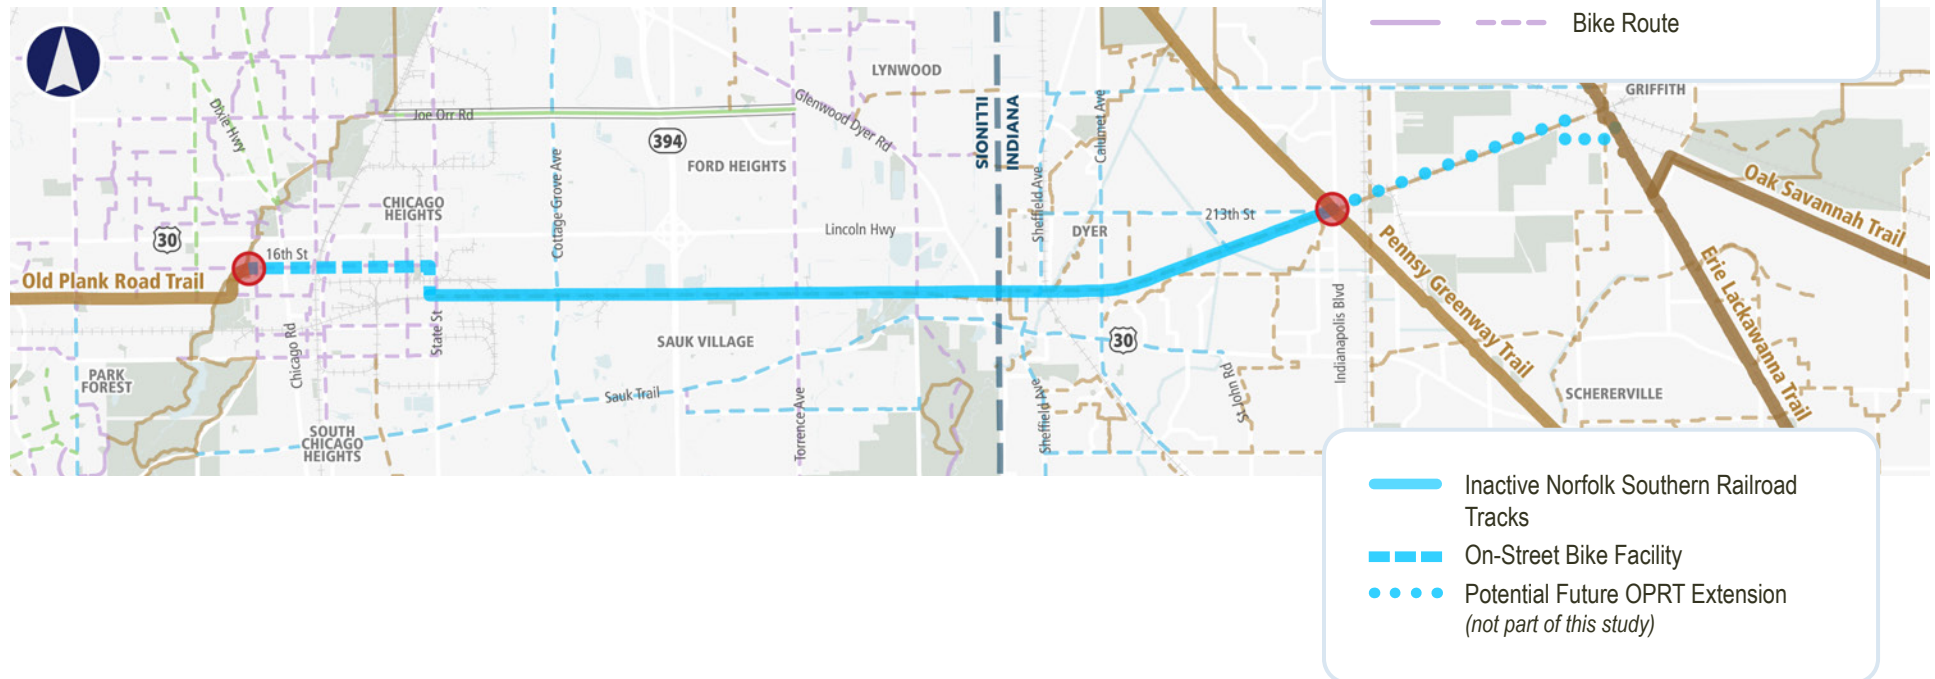 Bike Route
LYNWOOD
GRIFFITH
Dixie Hwy
Joe Orr Rd
Glenwood Dyer Rd
ILLINOIS
INDIANA
Calumet Ave
394
FORD HEIGHTS
Cottage Grove Ave
Sheffield Ave
Oak Savannah Trail
CHICAGO
HEIGHTS
213th St
Lincoln Hwy
DYER
30
16th St
Old Plank Road Trail
Pennsy Greenway Trail
Erie Lackawanna Trail
Chicago Rd
State St
SAUK VILLAGE
30
Indianapolis Blvd
PARK
FOREST
Sauk Trail
Torrence Ave
Sheffield Ave
St John Rd
SCHERERVILLE
SOUTH
CHICAGO
HEIGHTS
Inactive Norfolk Southern Railroad
Tracks
On-Street Bike Facility
Potential Future OPRT Extension
(not part of this study)